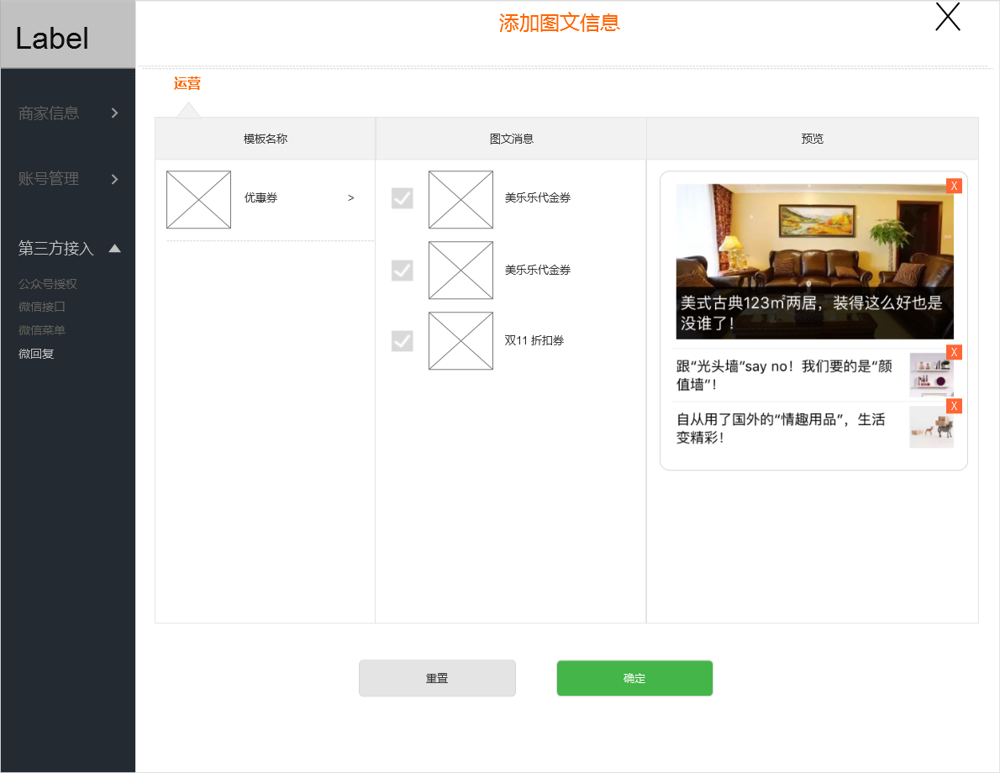 Label
添加图文信息
商家信息
账号管理
第三方接入
公众号授权
微信接口
微信菜单
微回复
运营
模板名称
图文消息
预览
优惠券 >
美乐乐代金券
美乐乐代金券
双11 折扣券
X
美式古典123㎡两居，装得这么好也是
没谁了！
X
跟“光头墙”say no！我们要的是“颜
值墙”！
X
自从用了国外的“情趣用品”，生活
变精彩！
重置
确定